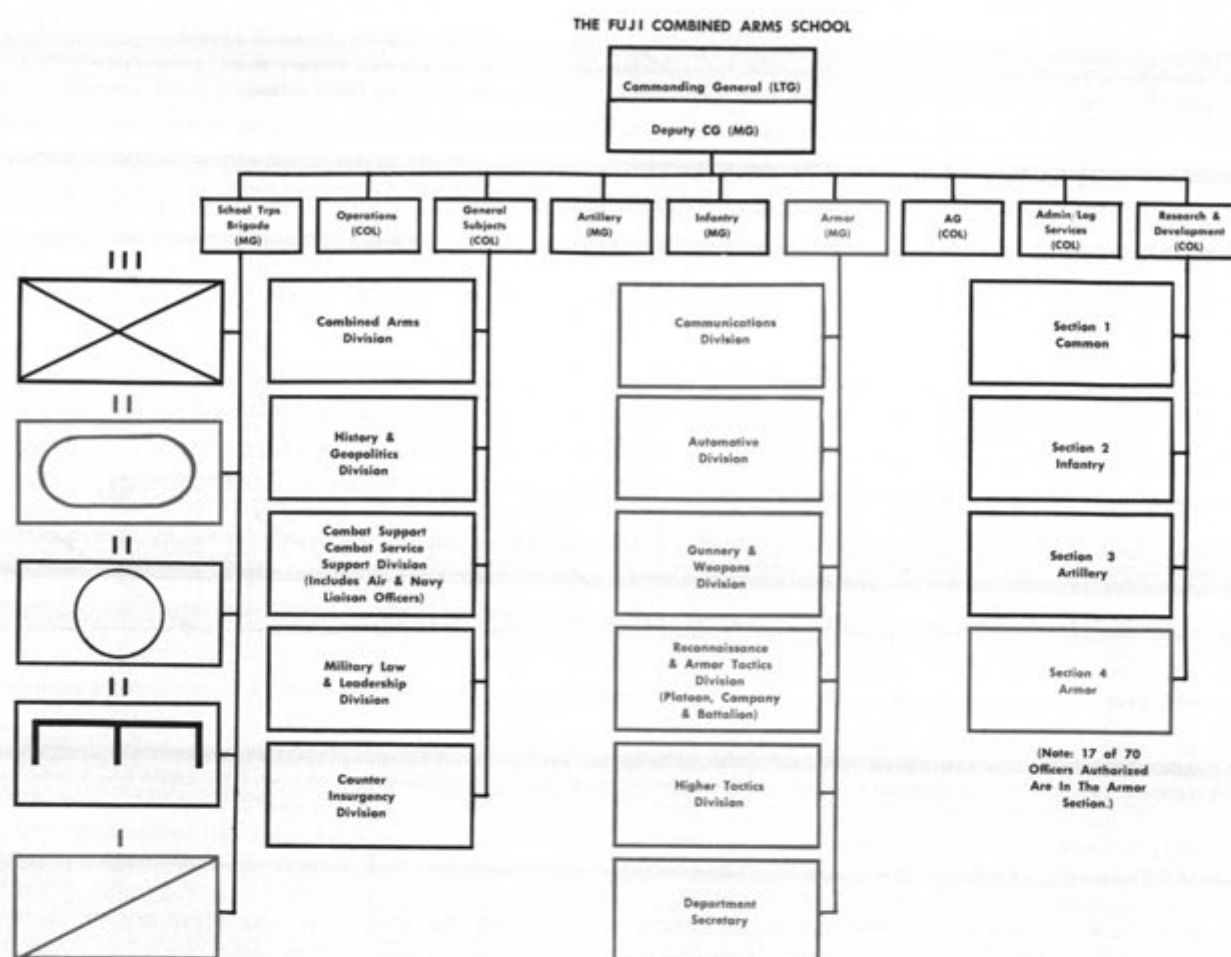 THE FUJI COMBINED ARMS SCHOOL
Commanding General (LTG)
Deputy CG (MG)
School Trps
Brigade
(MG)
Operations
(COL)
General
Subjects
(COL)
Artillery
(MG)
Infantry
(MG)
Armor
(MG)
AG
(COL)
Admin/Log
Services
(COL)
Research &
Development
(COL)
III
II
II
II
I
Combined Arms
Division
History &
Geopolitics
Division
Combat Support
Combat Service
Support Division
(Includes Air & Navy
Liaison Officers)
Military Law
& Leadership
Division
Counter
Insurgency
Division
Communications
Division
Automotive
Division
Gunnery &
Weapons
Division
Reconnaissance
& Armor Tactics
Division
(Platoon, Company
& Battalion)
Higher Tactics
Division
Department
Secretary
Section 1
Common
Section 2
Infantry
Section 3
Artillery
Section 4
Armor
(Note: 17 of 70
Officers Authorized
Are In The Armor
Section.)